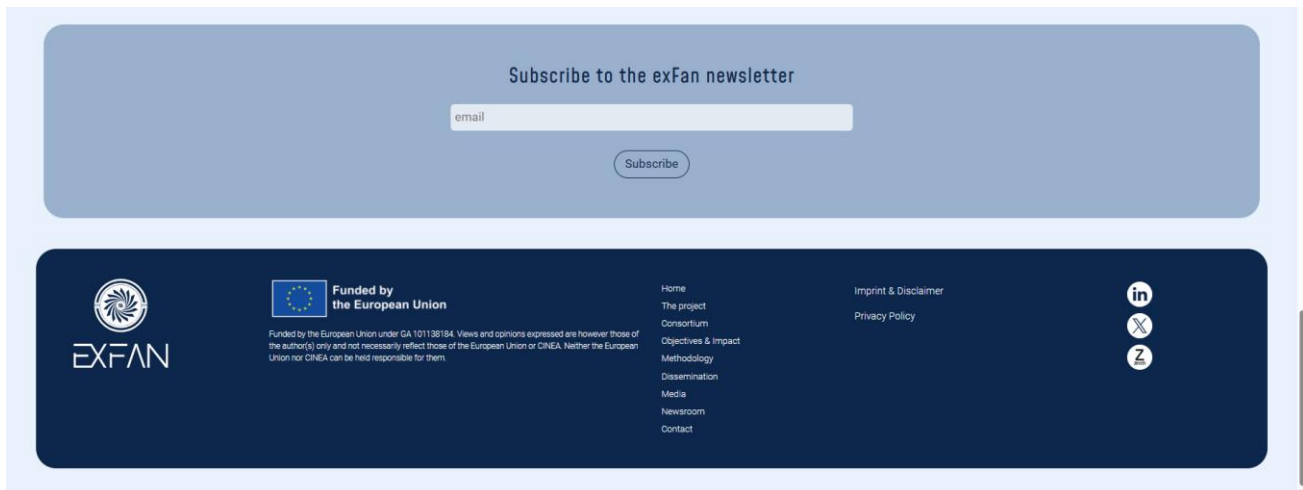 Subscribe to the exFan newsletter
email
Subscribe
EXFAN
Funded by
the European Union
Funded by the European Union under GA 101138184. Views and opinions expressed are however those of
the author(s) only and not necessarily reflect those of the European Union or CINEA. Neither the European
Union nor CINEA can be held responsible for them.
Home
The project
Consortium
Objectives & Impact
Methodology
Dissemination
Media
Newsroom
Contact
Imprint & Disclaimer
Privacy Policy
in
X
Z